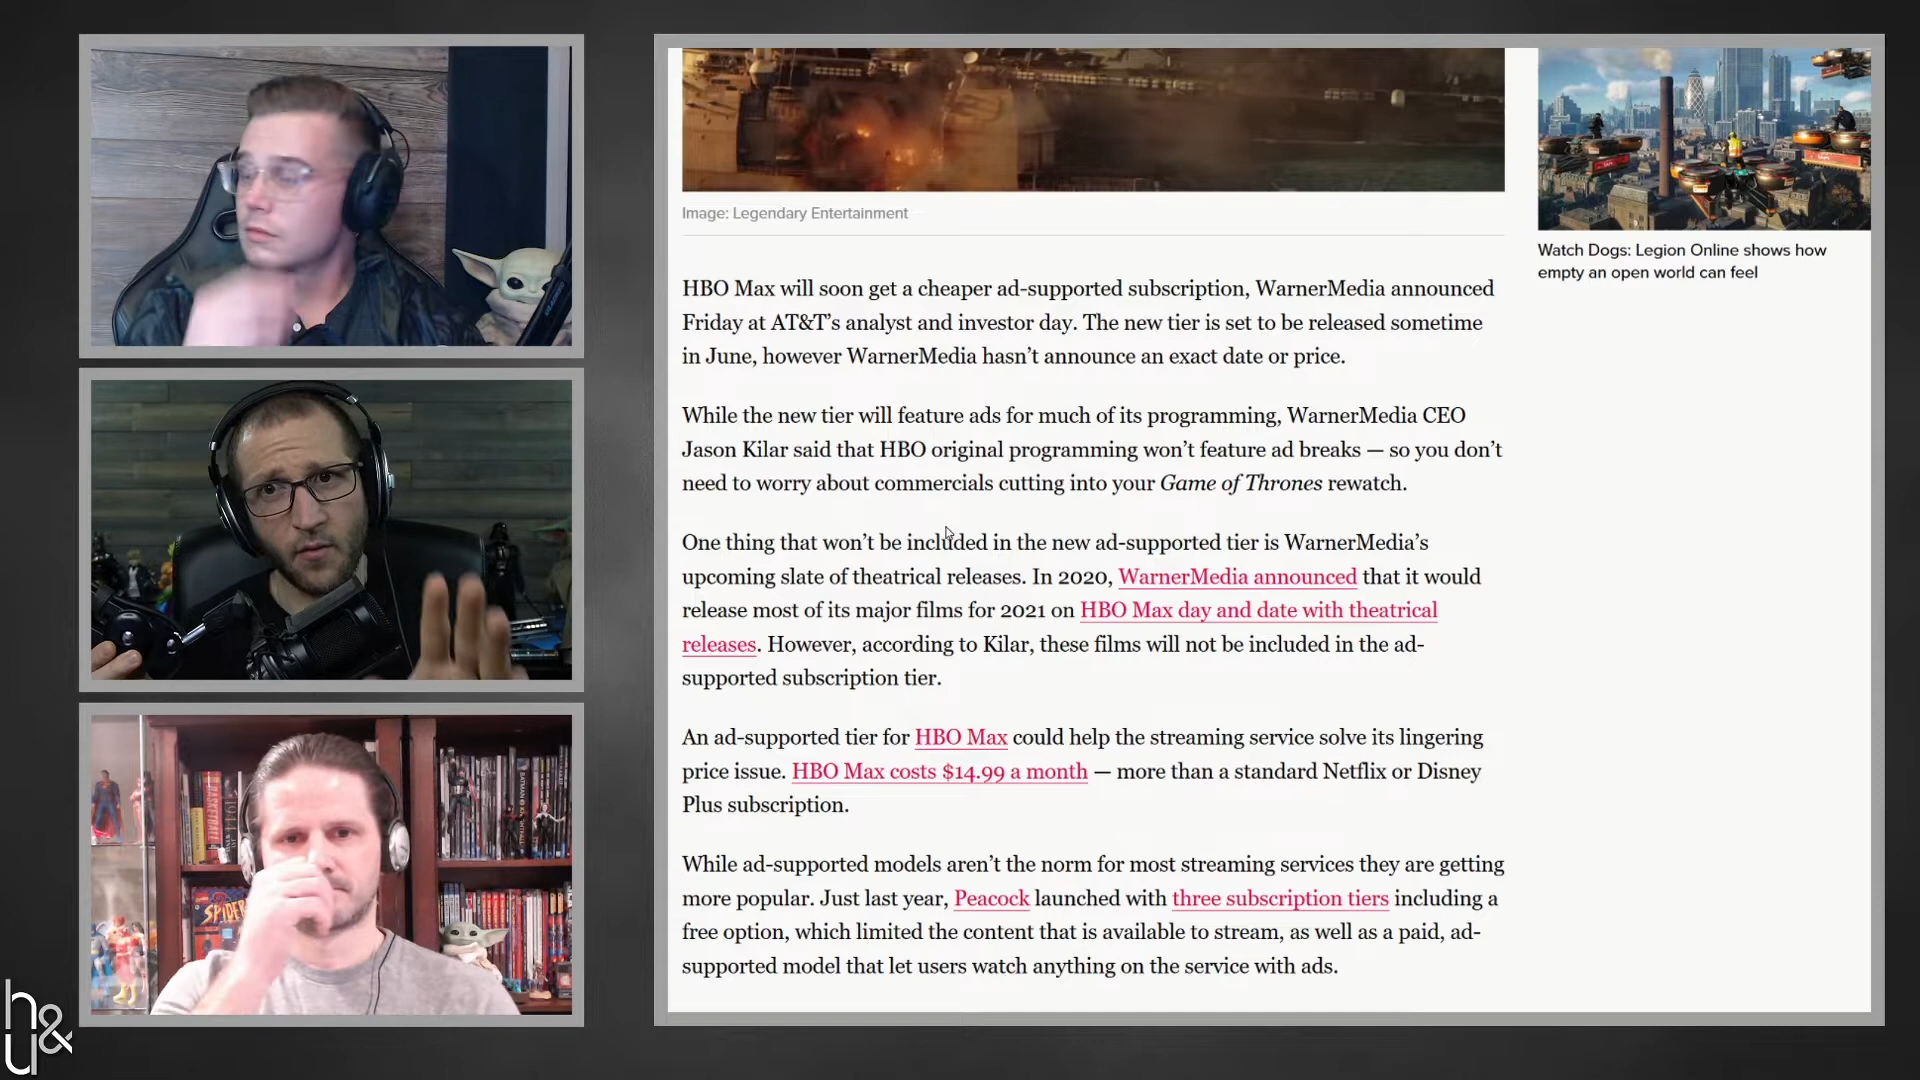 Image: Legendary Entertainment
HBO Max will soon get a cheaper ad-supported subscription, WarnerMedia announced
Friday at AT&T’s analyst and investor day. The new tier is set to be released sometime
in June, however WarnerMedia hasn’t announce an exact date or price.
While the new tier will feature ads for much of its programming, WarnerMedia CEO
Jason Kilar said that HBO original programming won’t feature ad breaks — so you don’t
need to worry about commercials cutting into your Game of Thrones rewatch.
One thing that won’t be included in the new ad-supported tier is WarnerMedia’s
upcoming slate of theatrical releases. In 2020, WarnerMedia announced that it would
release most of its major films for 2021 on HBO Max day and date with theatrical
releases. However, according to Kilar, these films will not be included in the ad-
supported subscription tier.
An ad-supported tier for HBO Max could help the streaming service solve its lingering
price issue. HBO Max costs $14.99 a month — more than a standard Netflix or Disney
Plus subscription.
While ad-supported models aren’t the norm for most streaming services they are getting
more popular. Just last year, Peacock launched with three subscription tiers including a
free option, which limited the content that is available to stream, as well as a paid, ad-
supported model that let users watch anything on the service with ads.
Watch Dogs: Legion Online shows how
empty an open world can feel
BASKETBALL
SPIDER
h&u